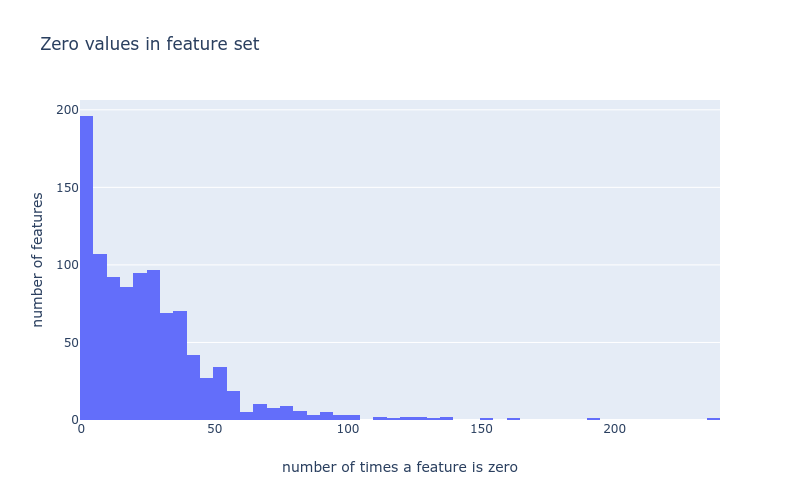 Zero values in feature set
200
150
100
50
0
number of features
0 50 100 150 200
number of times a feature is zero